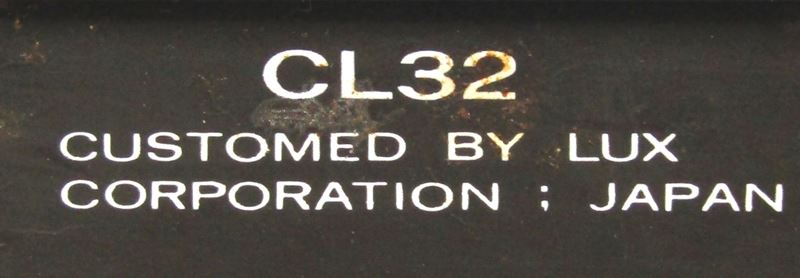 CL32
CUSTOMED BY LUX
CORPORATION ; JAPAN